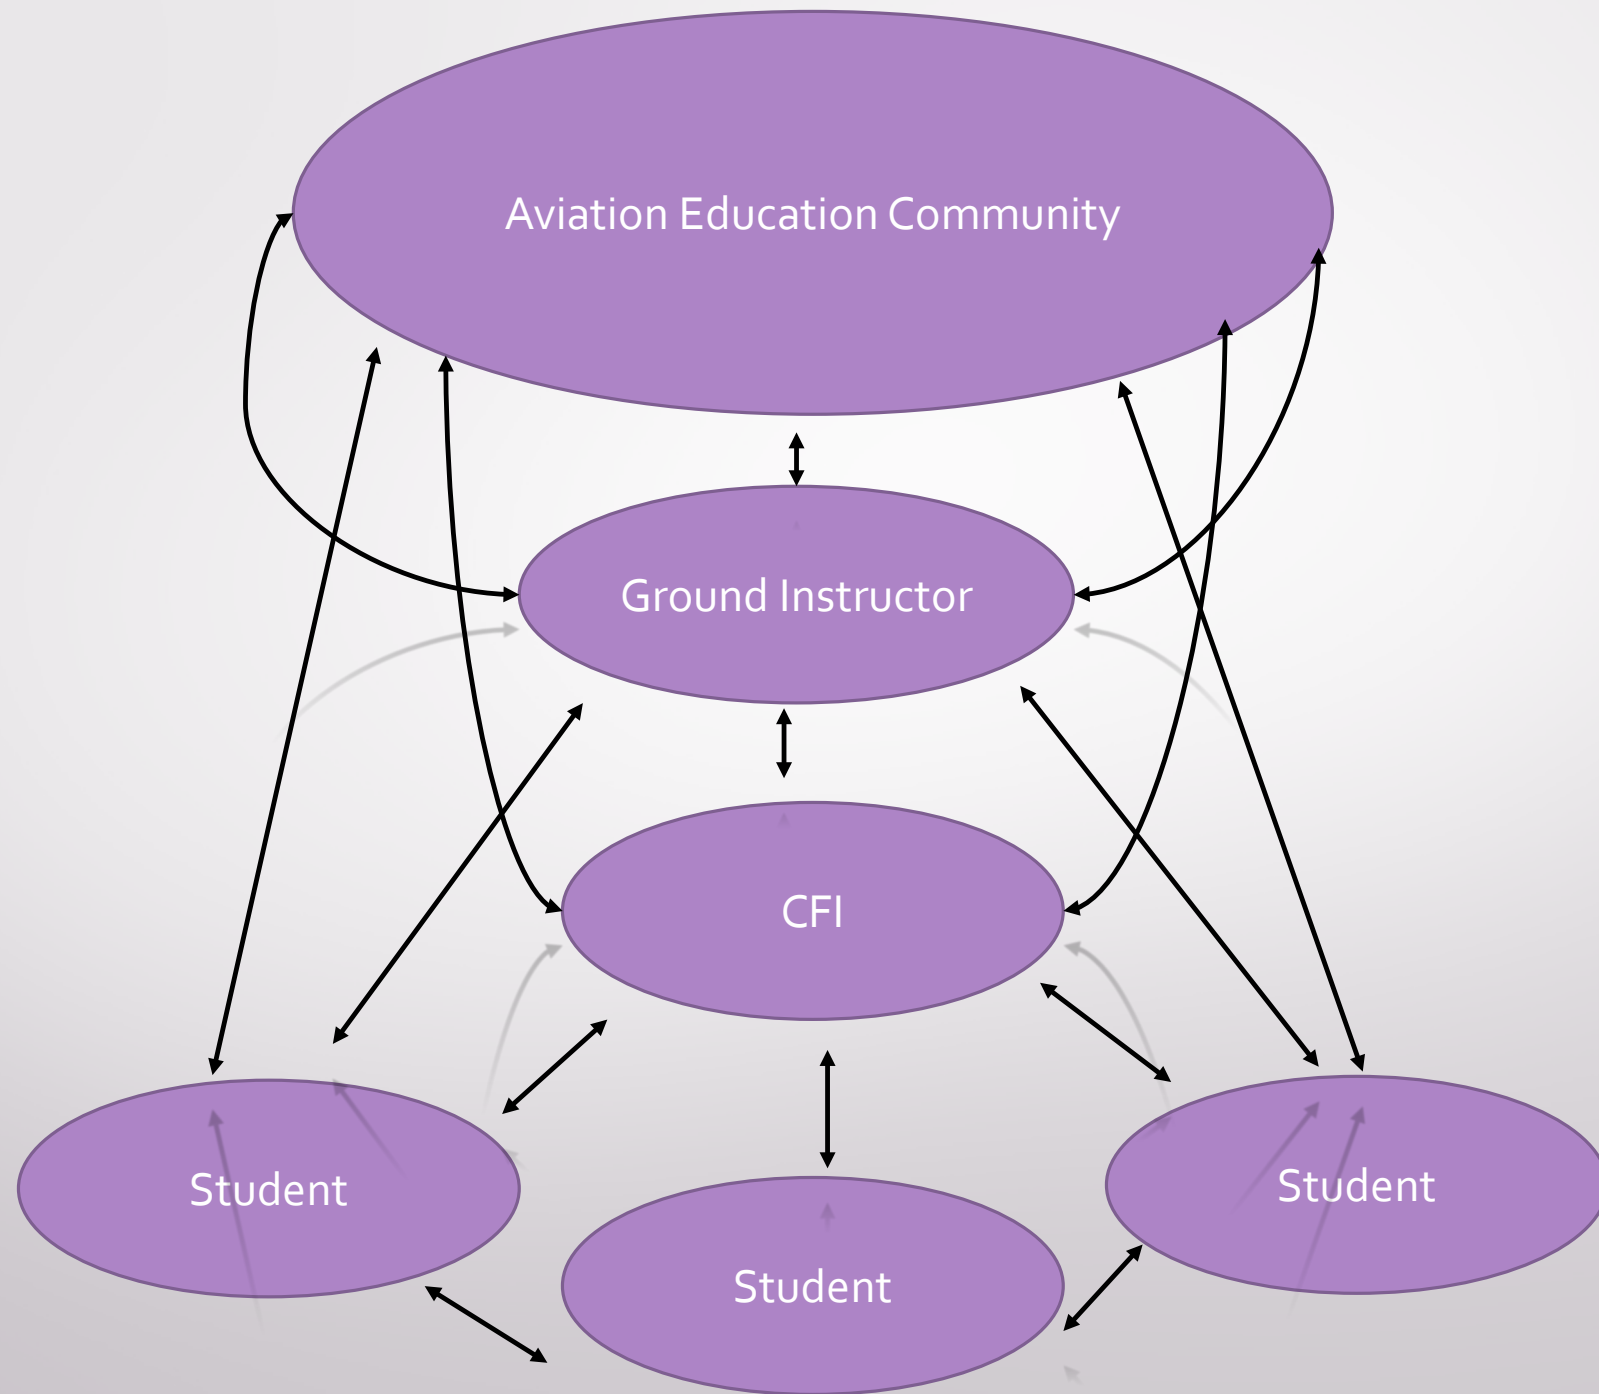 Aviation Education Community
Ground Instructor
CFI
Student
Student
Student